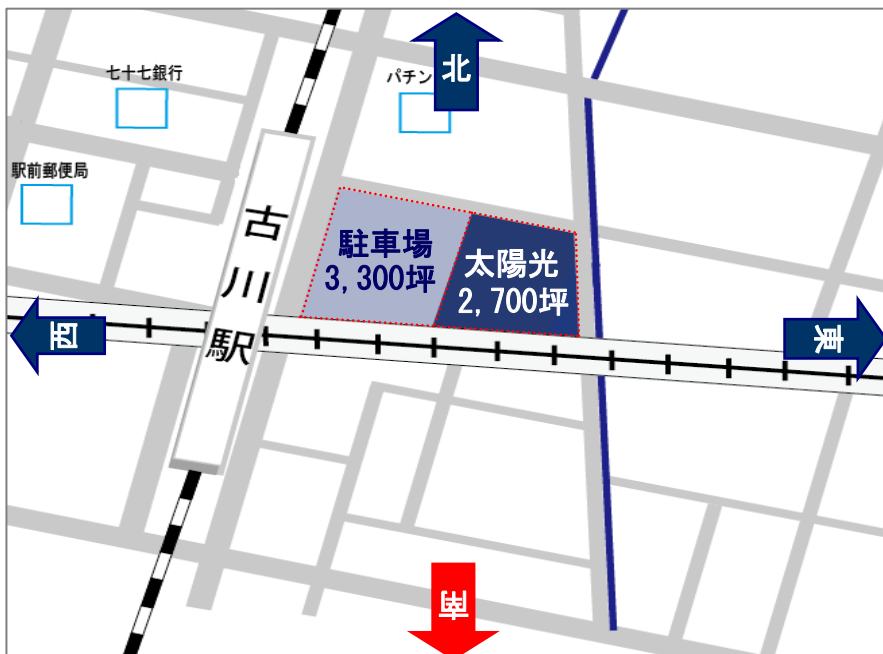 北
七十七銀行
パチン
駅前郵便局
古川駅
駐車場
3,300坪
太陽光
2,700坪
西
東
南